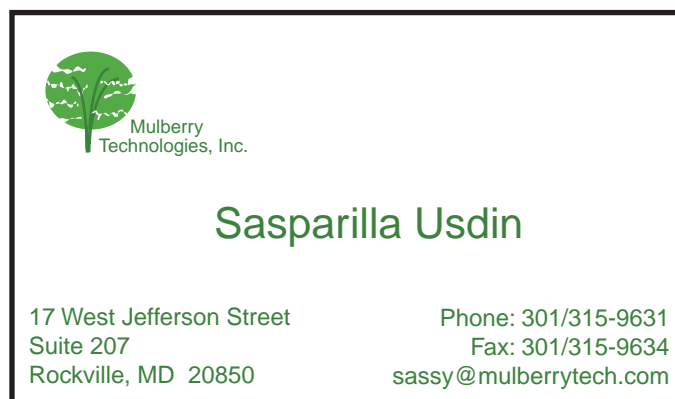 Mulberry
Technologies, Inc.
Sasparilla Usdin
17 West Jefferson Street
Suite 207
Rockville, MD  20850
Phone: 301/315-9631
Fax: 301/315-9634
sassy@mulberrytech.com